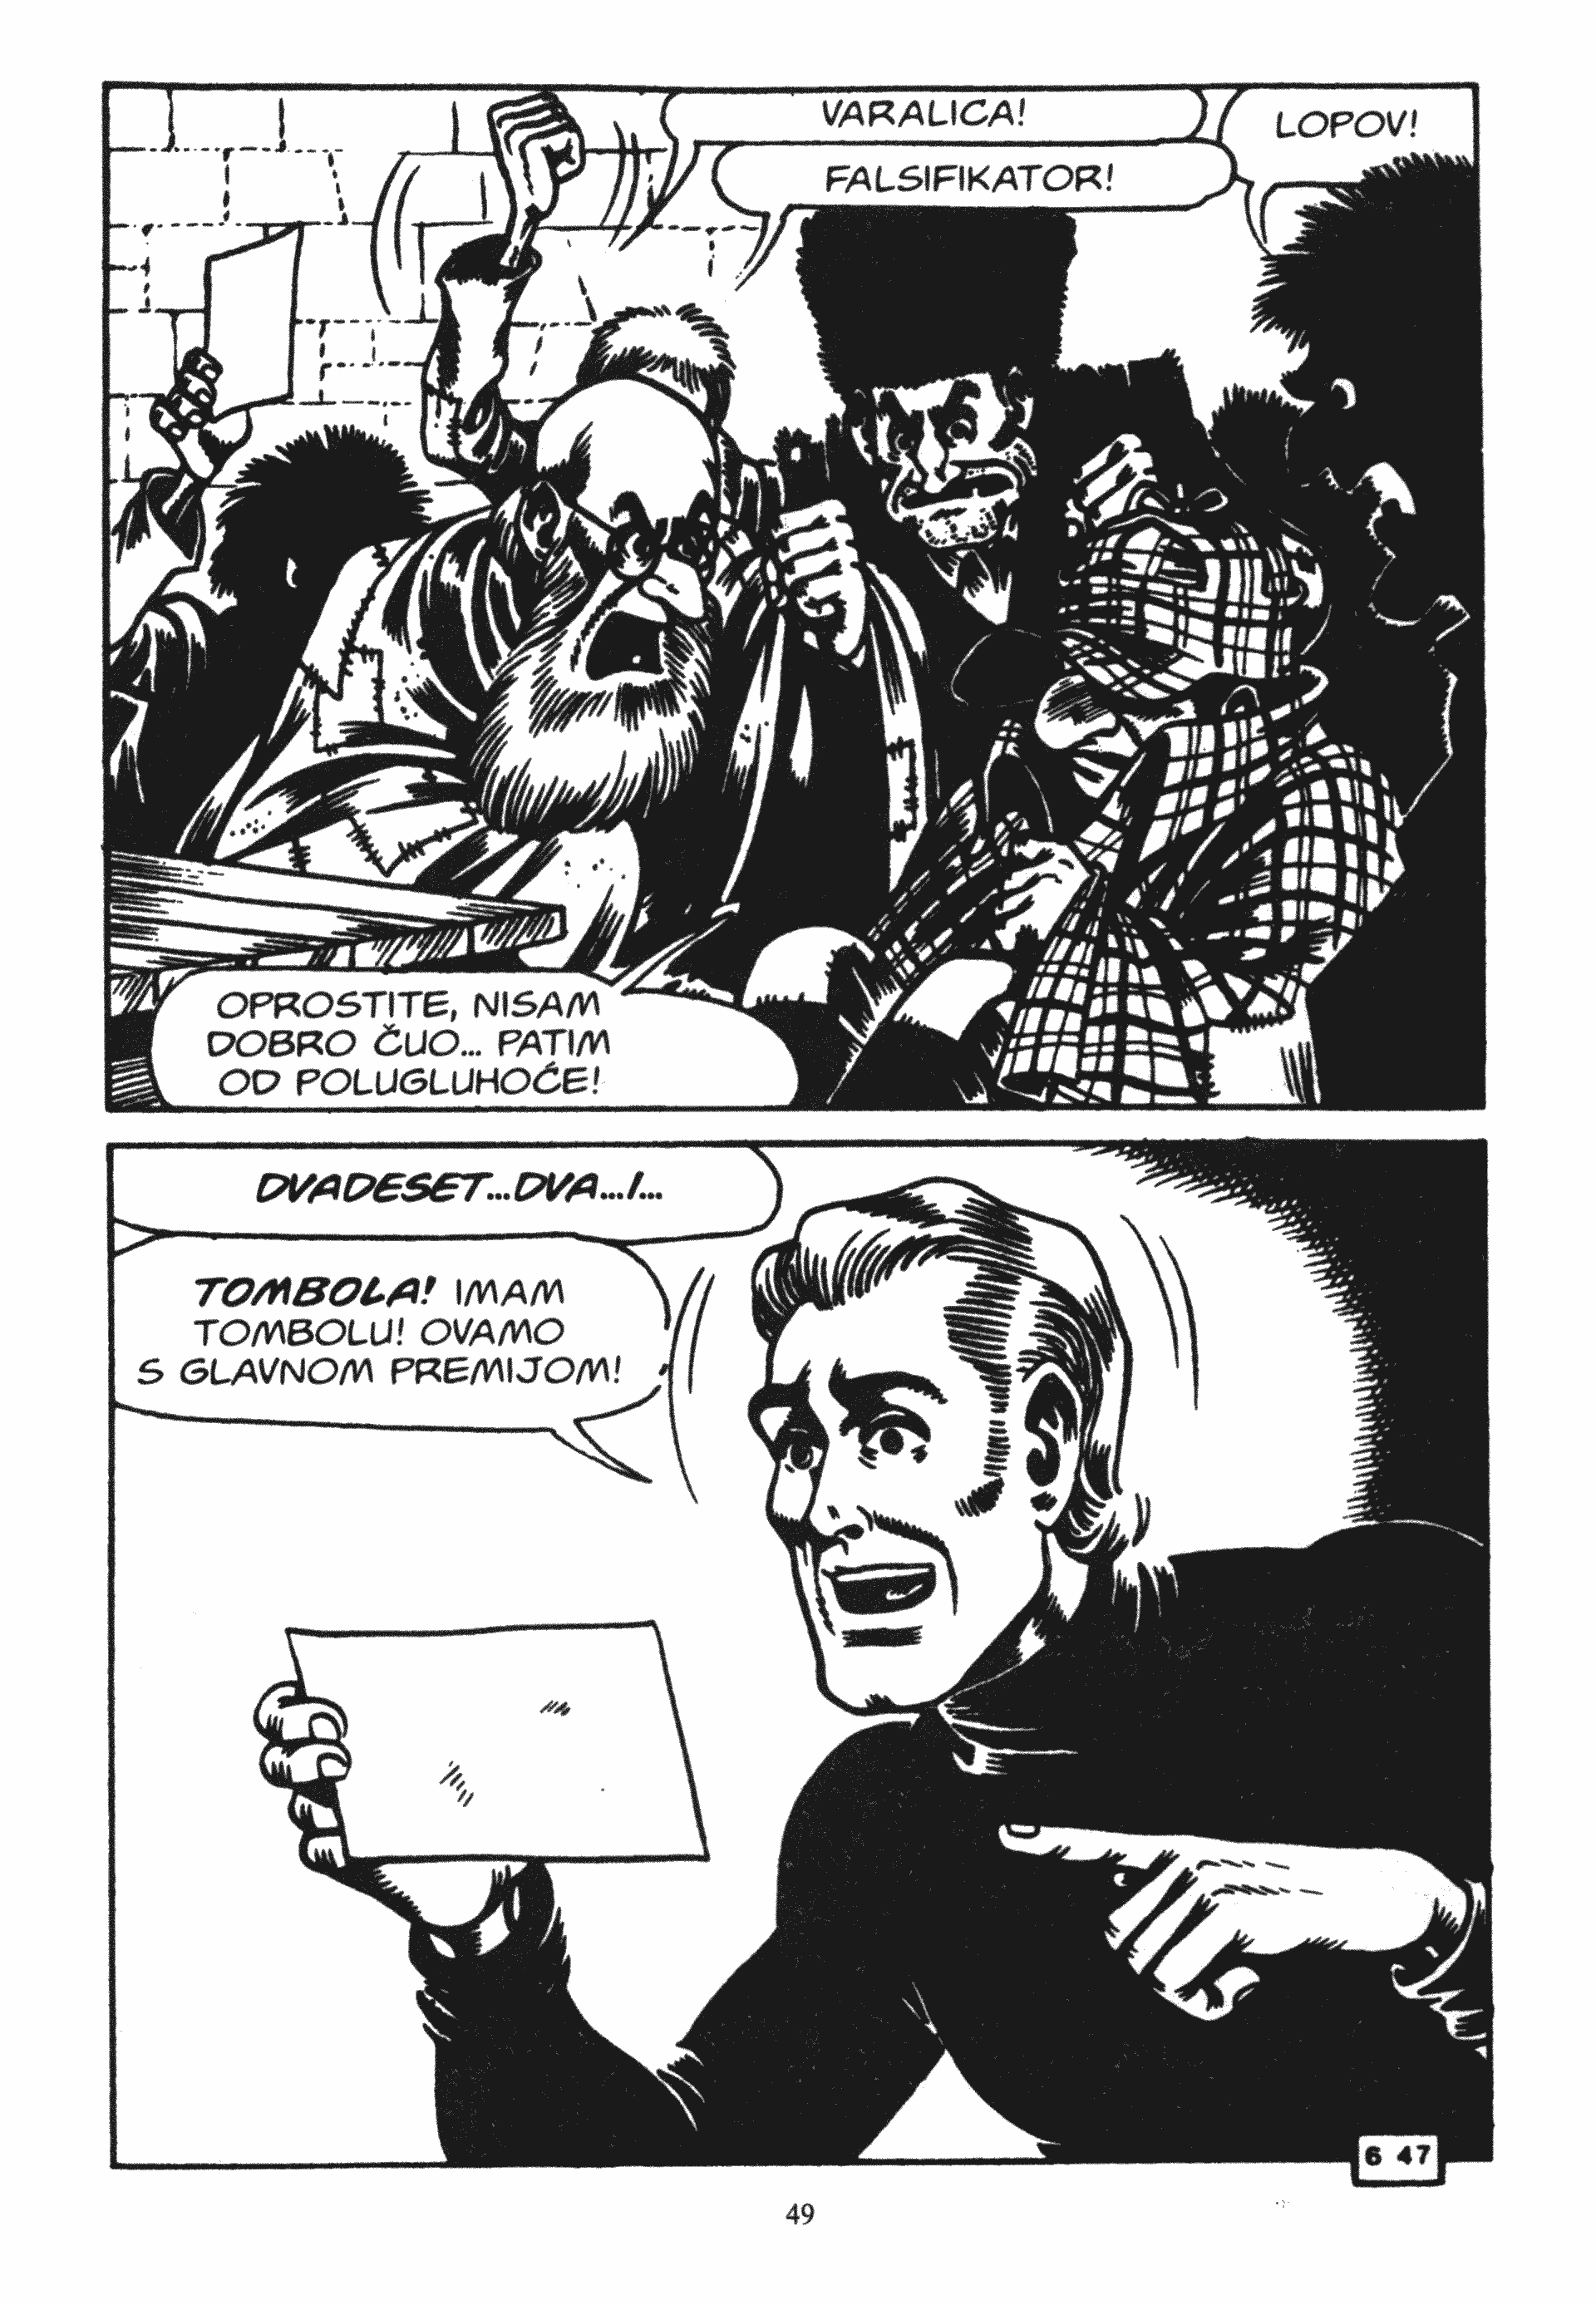 VARALICA!
LOPOV!
FALSIFIKATOR!
OPROSTITE, NISAM
DOBRO ČUO... PATIM
OD POLUGLUHOĆE!
DVADESET...DVA...I...
TOMBOLA! IMAM
TOMBOLU! OVAMO
S GLAVNOM PREMIJOM!
6 47
49